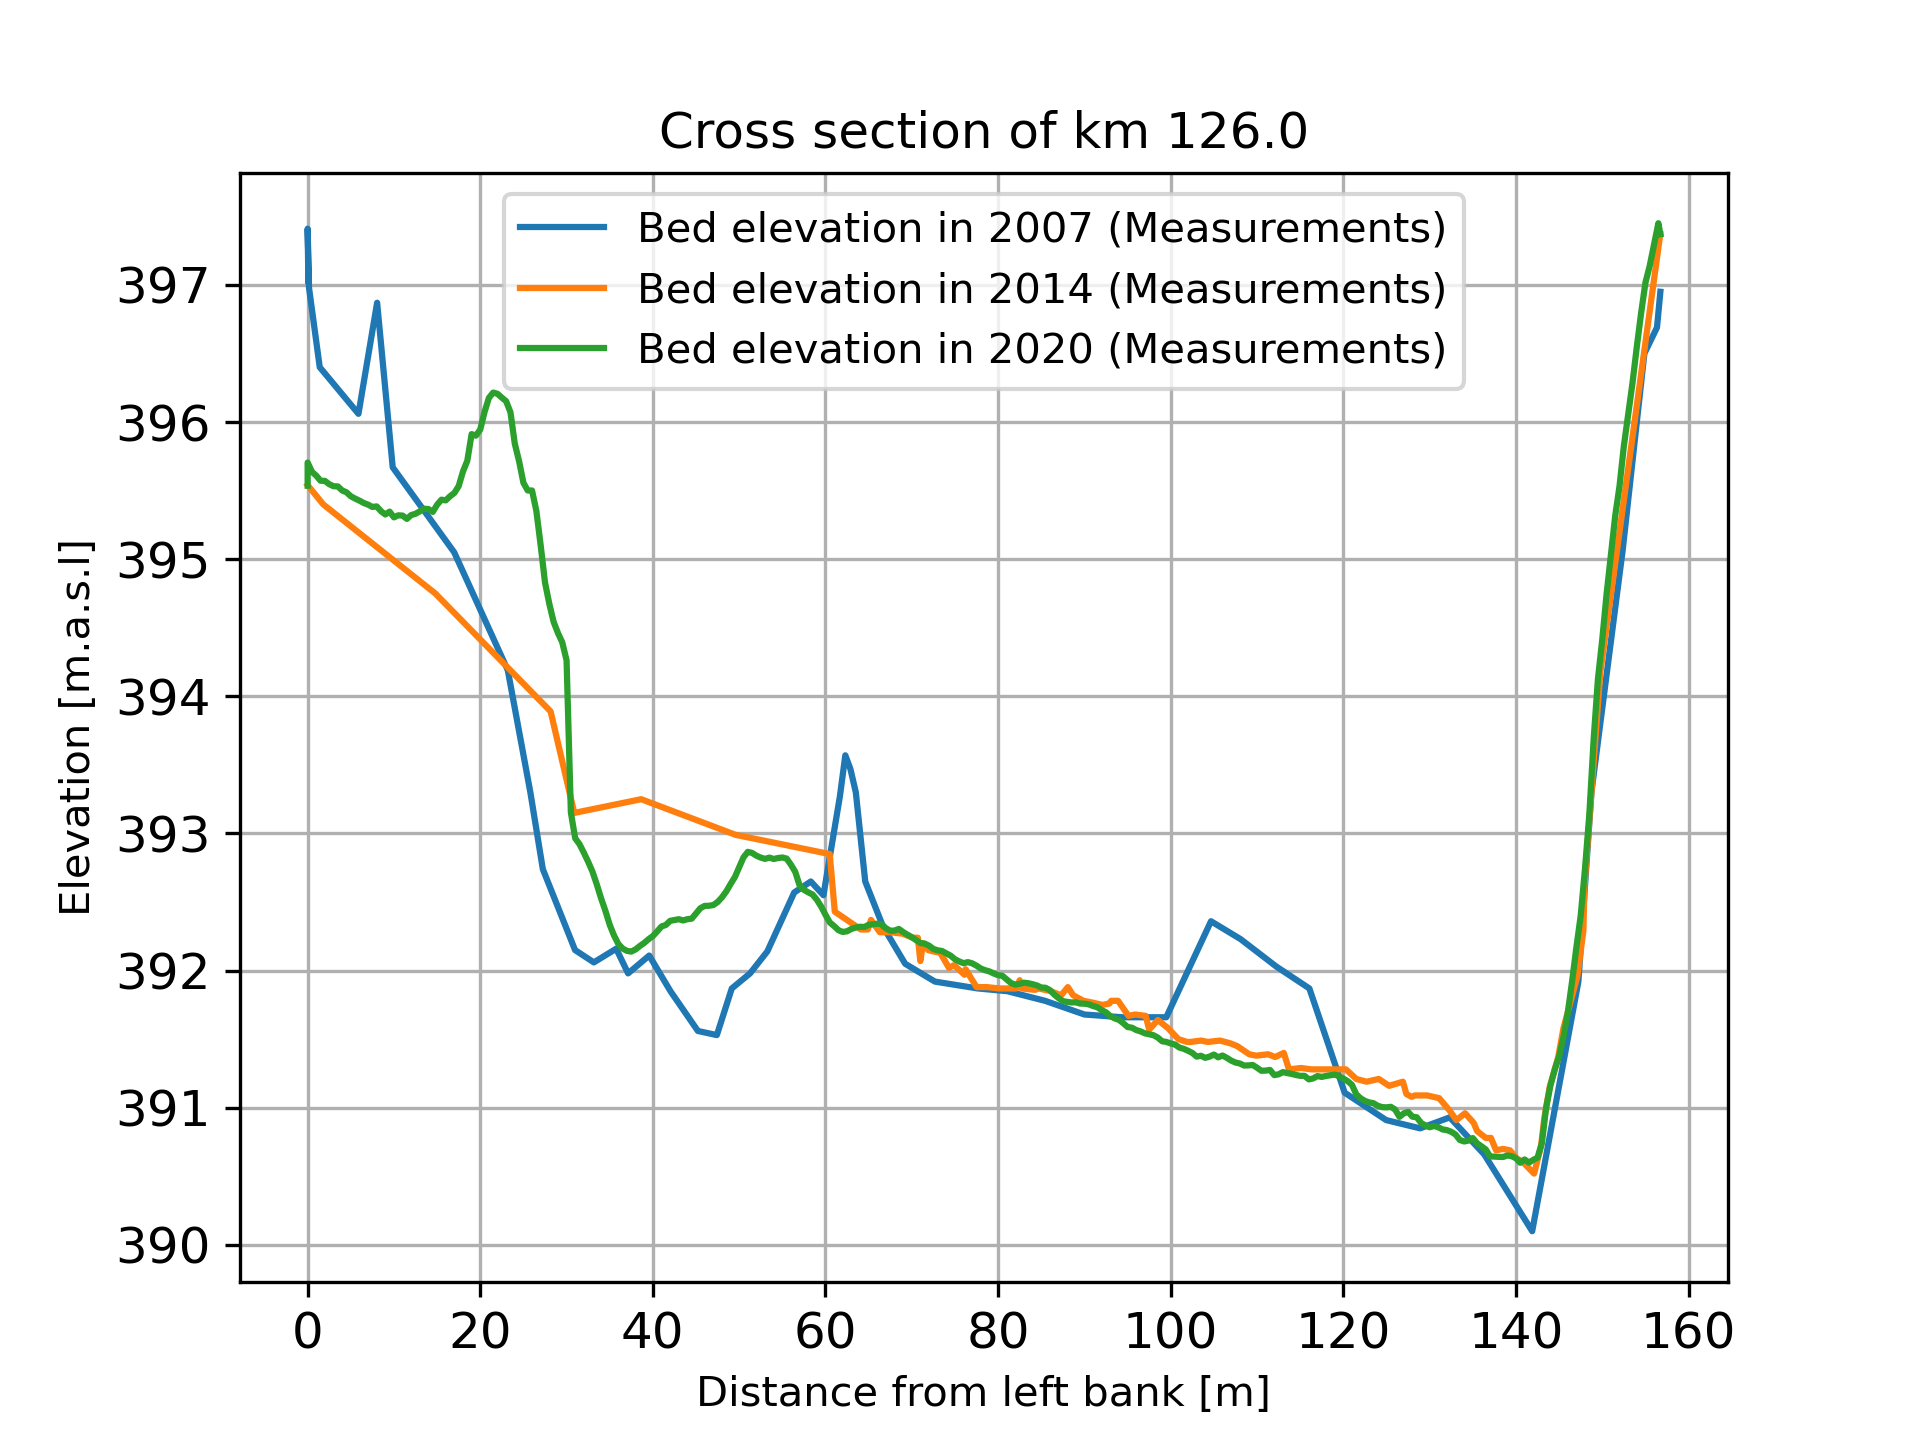 Cross section of km 126.0
Bed elevation in 2007 (Measurements)
Bed elevation in 2014 (Measurements)
Bed elevation in 2020 (Measurements)
Elevation [m.a.s.l]
397
396
395
394
393
392
391
390
0 20 40 60 80 100 120 140 160
Distance from left bank [m]